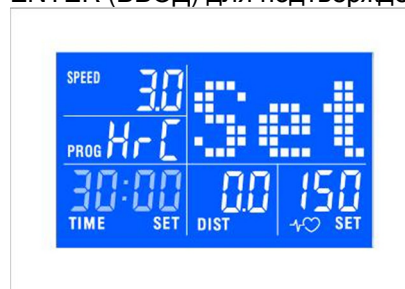 ENTER (ВВОД) для подтвержде
SPEED 3.0
Set
PROG HrC
30:00
TIME SET
0.0
DIST
150
SET